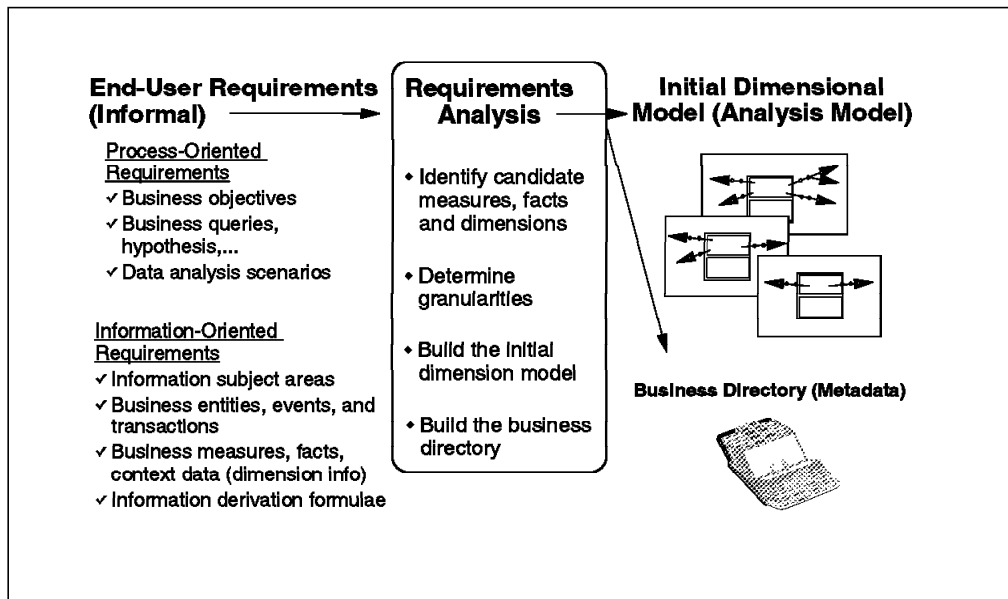 End-User Requirements
(Informal)
Process-Oriented
Requirements
✓ Business objectives
✓ Business queries,
hypothesis,...
✓ Data analysis scenarios
Information-Oriented
Requirements
✓ Information subject areas
✓ Business entities, events, and
transactions
✓ Business measures, facts,
context data (dimension info)
✓ Information derivation formulae
Requirements
Analysis
◆ Identify candidate
measures, facts
and dimensions
◆ Determine
granularities
◆ Build the initial
dimension model
◆ Build the business
directory
Initial Dimensional
Model (Analysis Model)
Business Directory (Metadata)